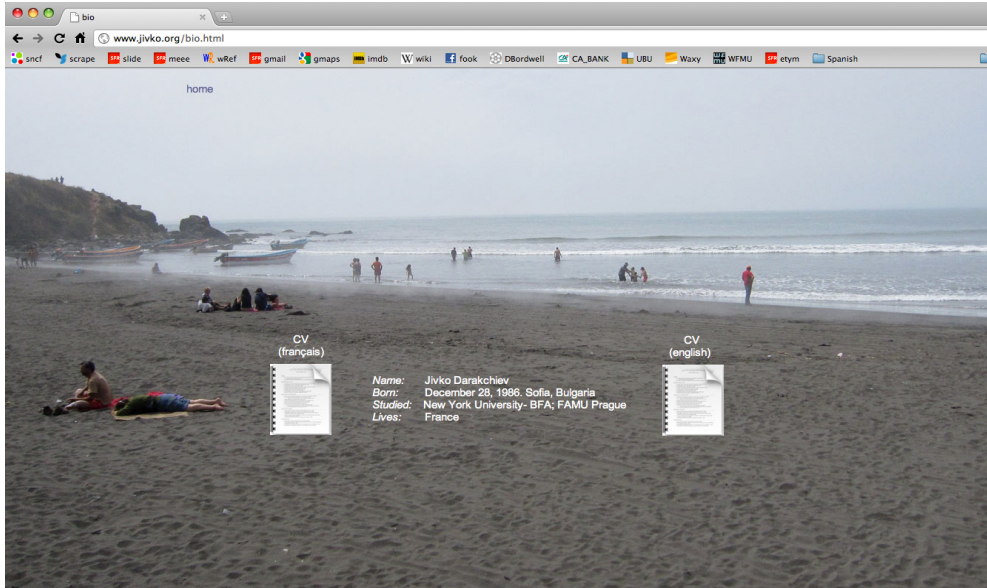 bio
www.jivko.org/bio.html
sncf scrape slide meee wRef gmail gmaps imdb wiki fook DBordwell CA_BANK UBU Waxy WFMU etym Spanish
home
CV
(français)
CV
(english)
Name: Jivko Darakchiev
Born: December 28, 1986. Sofia, Bulgaria
Studied: New York University- BFA; FAMU Prague
Lives: France